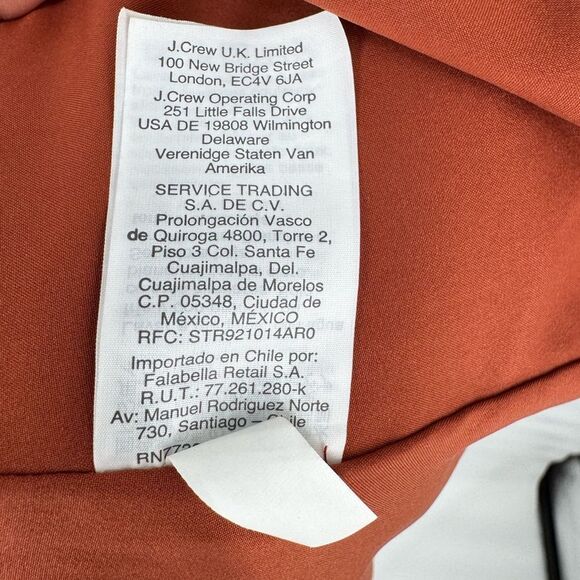 J.Crew U.K. Limited
100 New Bridge Street
London, EC4V 6JA
J.Crew Operating Corp
251 Little Falls Drive
USA DE 19808 Wilmington
Delaware
Verenidge Staten Van
Amerika
SERVICE TRADING
S.A. DE C.V.
Prolongación Vasco
de Quiroga 4800, Torre 2,
Piso 3 Col. Santa Fe
Cuajimalpa, Del.
Cuajimalpa de Morelos
C.P. 05348, Ciudad de
México, MÉXICO
RFC: STR921014AR0
Importado en Chile por:
Falabella Retail S.A.
R.U.T.: 77.261.280-k
Av: Manuel Rodriguez Norte
730, Santiago – Chile